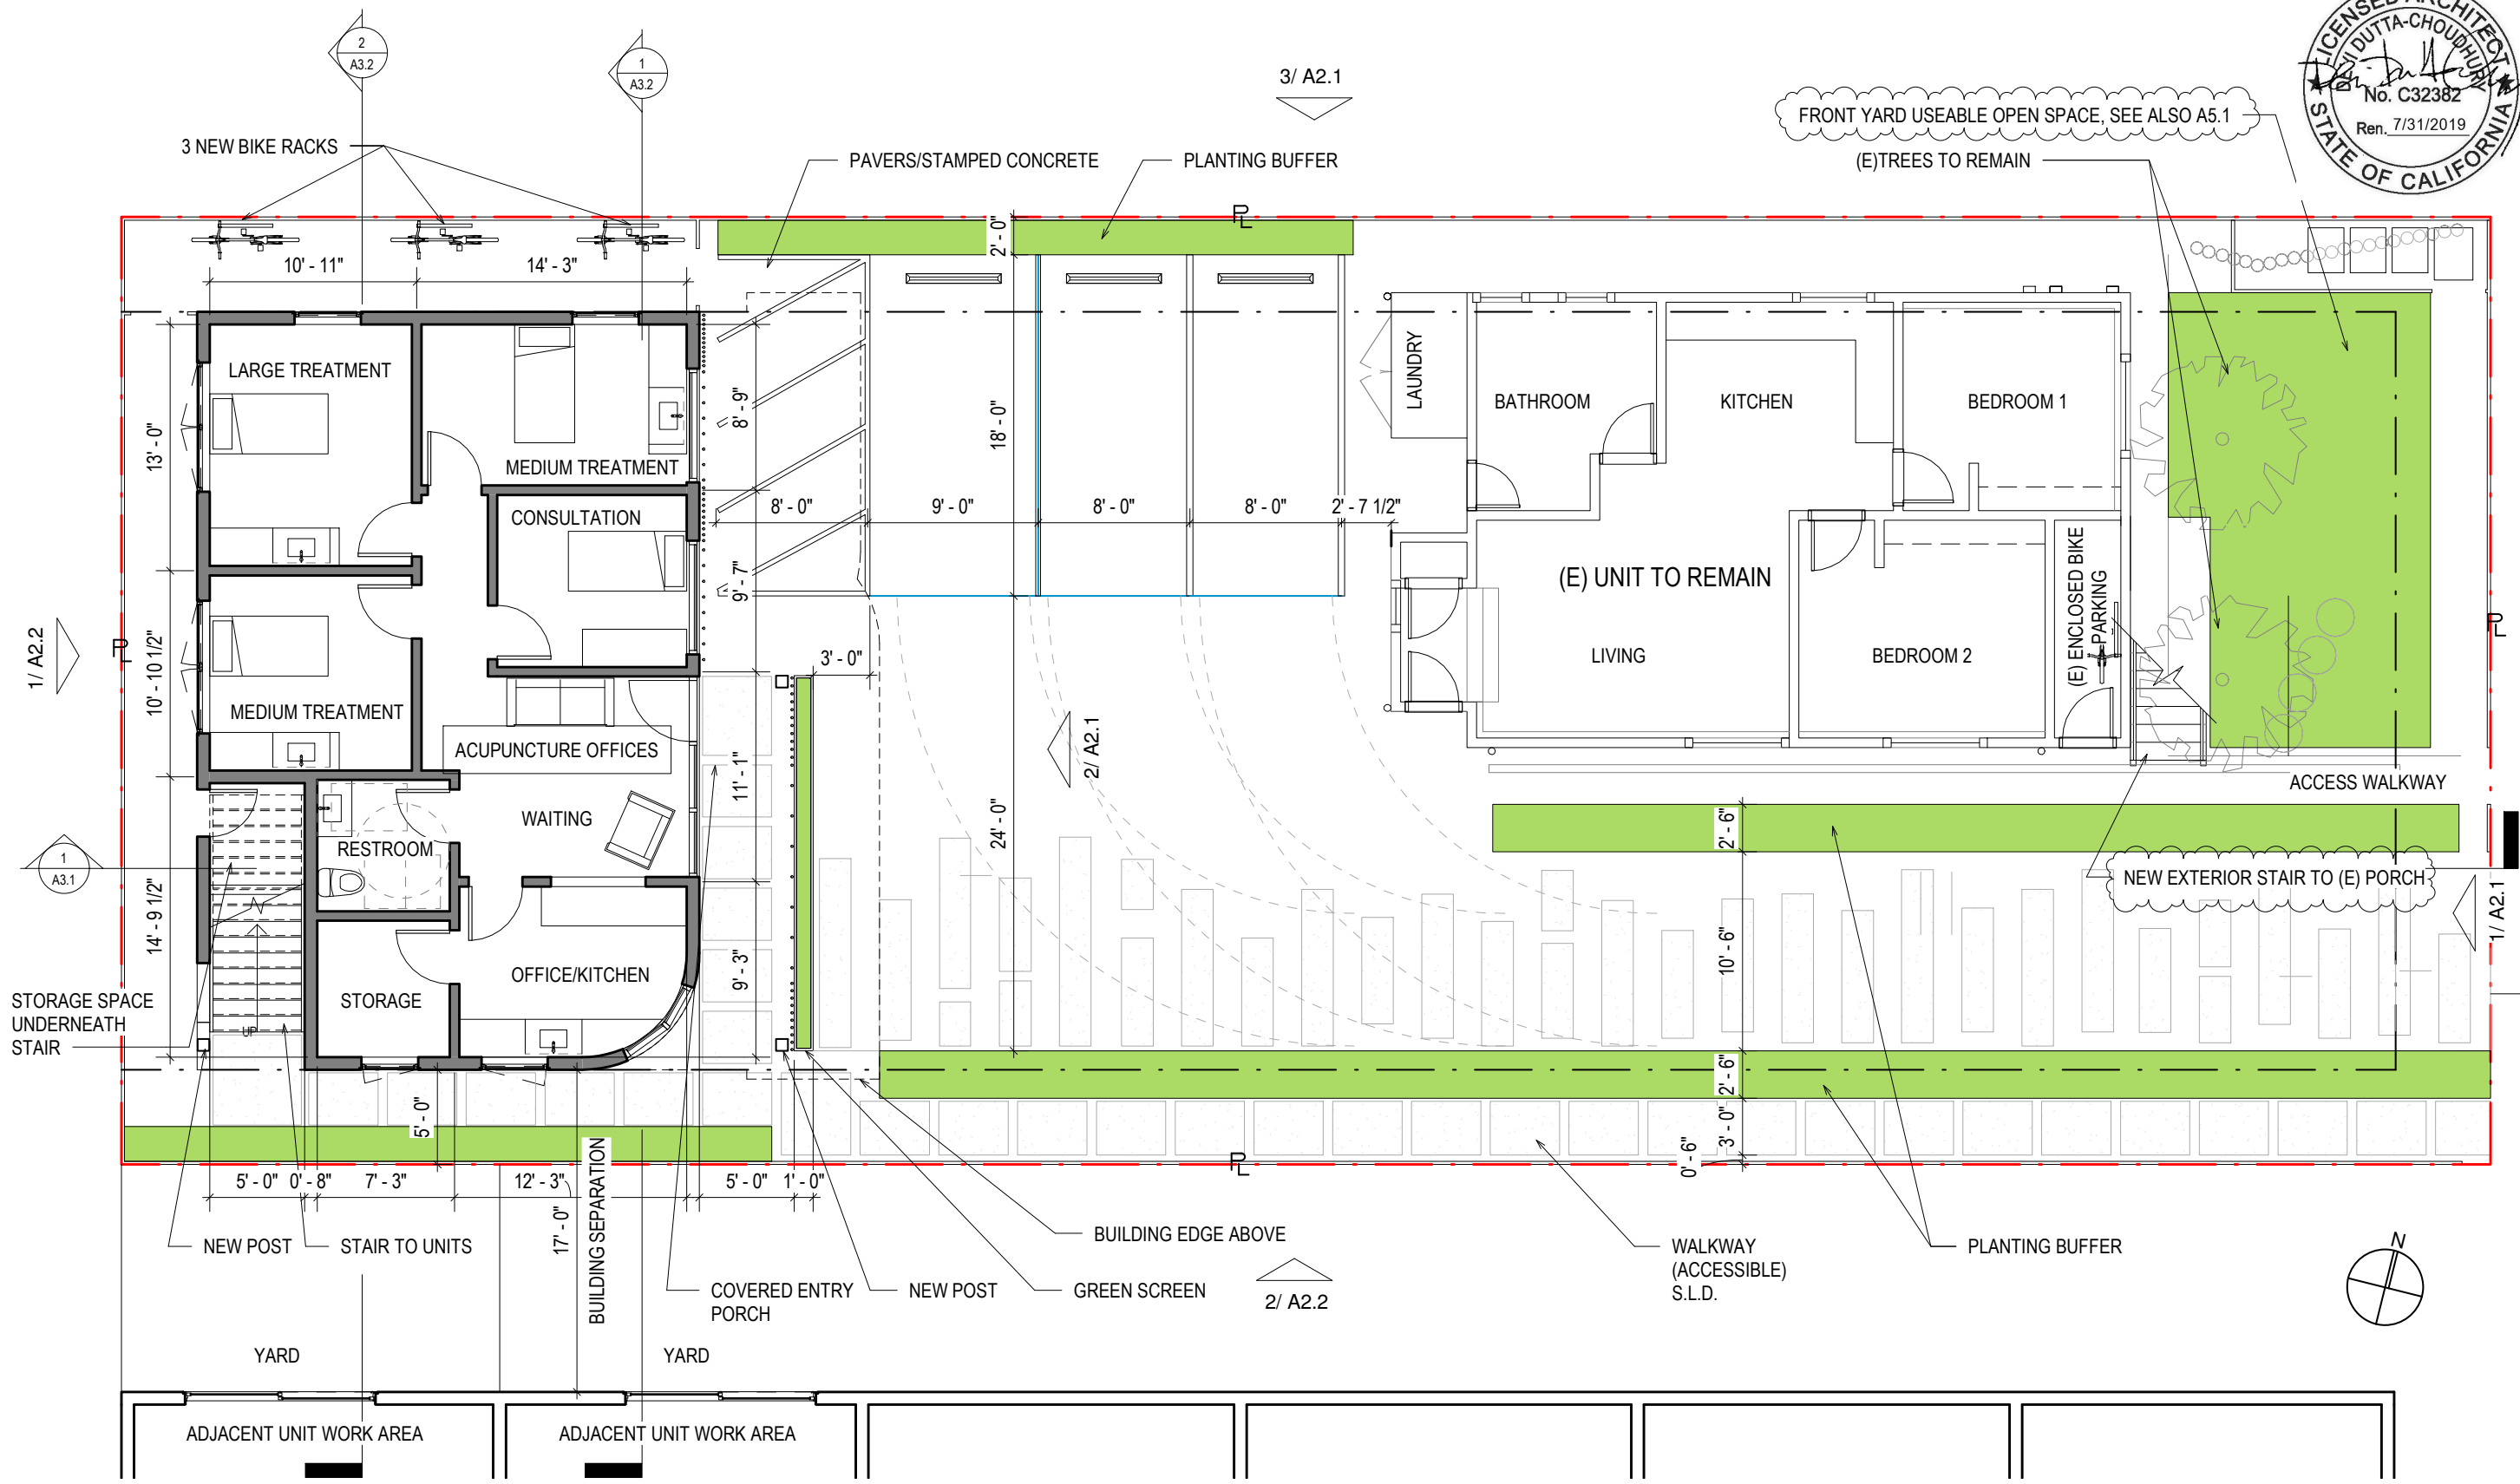 2
A3.2
1
A3.2
3/ A2.1
LICENSED ARCHITECT
DEVI DUTTA-CHOUDHURY
No. C32382
Ren. 7/31/2019
STATE OF CALIFORNIA
FRONT YARD USEABLE OPEN SPACE, SEE ALSO A5.1
3 NEW BIKE RACKS
PAVERS/STAMPED CONCRETE
PLANTING BUFFER
(E)TREES TO REMAIN
PL
2' - 0"
10' - 11"
14' - 3"
LARGE TREATMENT
LAUNDRY
BATHROOM
KITCHEN
BEDROOM 1
8' - 9"
18' - 0"
13' - 0"
MEDIUM TREATMENT
CONSULTATION
8' - 0"
9' - 0"
8' - 0"
8' - 0"
2' - 7 1/2"
9' - 7"
(E) UNIT TO REMAIN
(E) ENCLOSED BIKE
PARKING
1/ A2.2
PL
10' - 10 1/2"
3' - 0"
LIVING
BEDROOM 2
PL
MEDIUM TREATMENT
ACUPUNCTURE OFFICES
2/ A2.1
11' - 1"
ACCESS WALKWAY
WAITING
24' - 0"
2' - 6"
RESTROOM
1
A3.1
NEW EXTERIOR STAIR TO (E) PORCH
14' - 9 1/2"
1/ A2.1
10' - 6"
9' - 3"
OFFICE/KITCHEN
STORAGE
STORAGE SPACE
UNDERNEATH
STAIR
UP
2' - 6"
5' - 0"
3' - 0"
0' - 6"
PL
5' - 0"
0' - 8"
7' - 3"
12' - 3"
5' - 0"
1' - 0"
17' - 0"
BUILDING SEPARATION
NEW POST
STAIR TO UNITS
BUILDING EDGE ABOVE
WALKWAY
(ACCESSIBLE)
S.L.D.
PLANTING BUFFER
N
COVERED ENTRY
PORCH
NEW POST
GREEN SCREEN
2/ A2.2
YARD
YARD
ADJACENT UNIT WORK AREA
ADJACENT UNIT WORK AREA